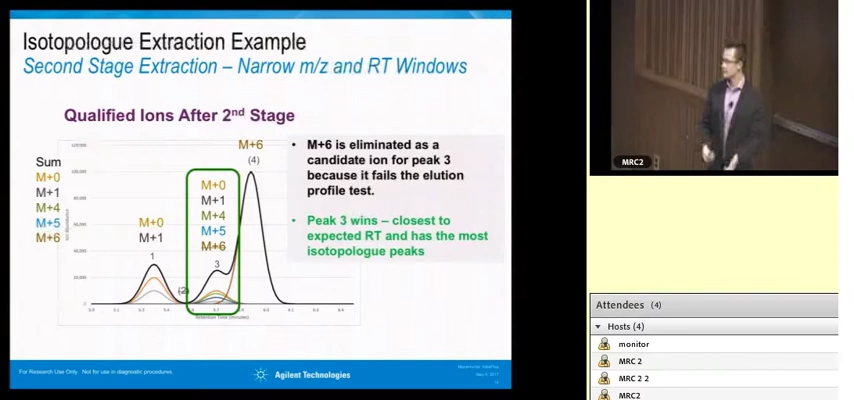 Isotopologue Extraction Example
Second Stage Extraction – Narrow m/z and RT Windows
Qualified Ions After 2nd Stage
Sum
M+0
M+1
M+4
M+5
M+6
M+0
M+1
1
(2)
M+0
M+1
M+4
M+5
M+6
3
M+6
(4)
• M+6 is eliminated as a
candidate ion for peak 3
because it fails the elution
profile test.
• Peak 3 wins – closest to
expected RT and has the most
isotopologue peaks
For Research Use Only. Not for use in diagnostic procedures.
Agilent Technologies
MRC2
Attendees (4)
Hosts (4)
monitor
MRC 2
MRC 2 2
MRC2